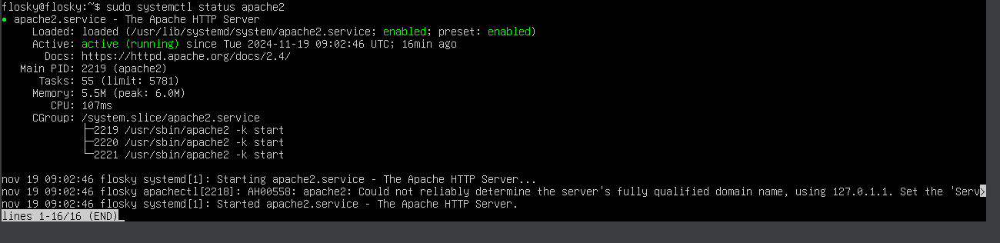 flosky@flosky:~$ sudo systemctl status apache2
● apache2.service - The Apache HTTP Server
     Loaded: loaded (/usr/lib/systemd/system/apache2.service; enabled; preset: enabled)
     Active: active (running) since Tue 2024-11-19 09:02:46 UTC; 16min ago
       Docs: https://httpd.apache.org/docs/2.4/
   Main PID: 2219 (apache2)
      Tasks: 55 (limit: 5781)
     Memory: 5.5M (peak: 6.0M)
        CPU: 107ms
     CGroup: /system.slice/apache2.service
             ├─2219 /usr/sbin/apache2 -k start
             ├─2220 /usr/sbin/apache2 -k start
             └─2221 /usr/sbin/apache2 -k start
nov 19 09:02:46 flosky systemd[1]: Starting apache2.service - The Apache HTTP Server...
nov 19 09:02:46 flosky apachectl[2218]: AH00558: apache2: Could not reliably determine the server's fully qualified domain name, using 127.0.1.1. Set the 'Serv>
nov 19 09:02:46 flosky systemd[1]: Started apache2.service - The Apache HTTP Server.
lines 1-16/16 (END)